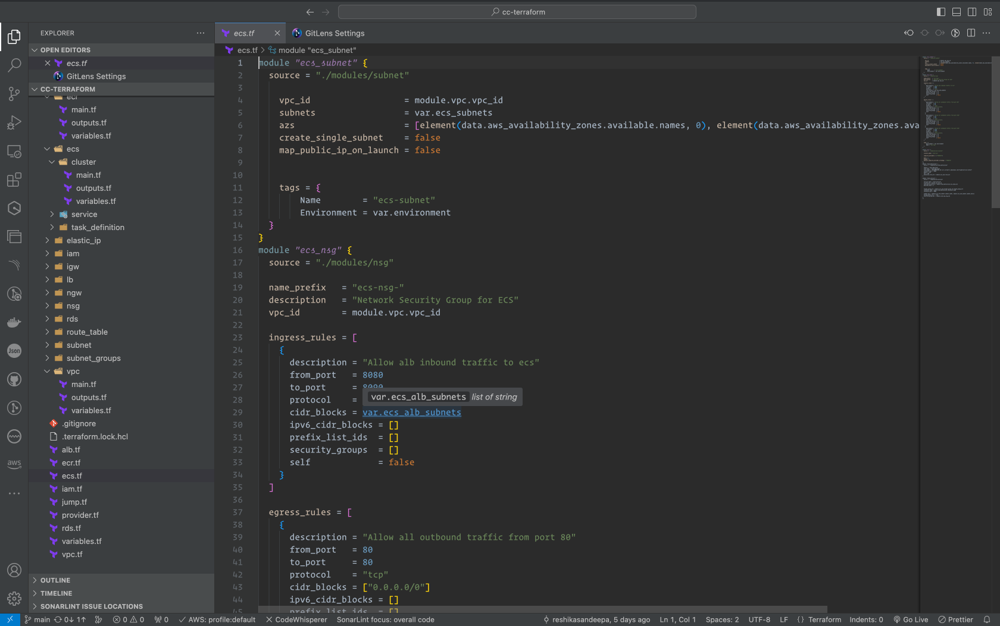 cc-terraform
EXPLORER
OPEN EDITORS
ecs.tf
GitLens Settings
CC-TERRAFORM
ecr
main.tf
outputs.tf
variables.tf
ecs
cluster
main.tf
outputs.tf
variables.tf
service
task_definition
elastic_ip
iam
igw
lb
ngw
nsg
rds
route_table
subnet
subnet_groups
vpc
main.tf
outputs.tf
variables.tf
.gitignore
.terraform.lock.hcl
alb.tf
ecr.tf
ecs.tf
iam.tf
jump.tf
provider.tf
rds.tf
variables.tf
vpc.tf
OUTLINE
TIMELINE
SONARLINT ISSUE LOCATIONS
Json
aws
ecs.tf
GitLens Settings
ecs.tf > module "ecs_subnet"
1 module "ecs_subnet" {
2 source = "./modules/subnet"
3
4 vpc_id = module.vpc.vpc_id
5 subnets = var.ecs_subnets
6 azs = [element(data.aws_availability_zones.available.names, 0), element(data.aws_availability_zones.ava
7 create_single_subnet = false
8 map_public_ip_on_launch = false
9
10
11 tags = {
12 Name = "ecs-subnet"
13 Environment = var.environment
14 }
15 }
16 module "ecs_nsg" {
17 source = "./modules/nsg"
18
19 name_prefix = "ecs-nsg-"
20 description = "Network Security Group for ECS"
21 vpc_id = module.vpc.vpc_id
22
23 ingress_rules = [
24 {
25 description = "Allow alb inbound traffic to ecs"
26 from_port = 8080
27 to_port = 8090
var.ecs_alb_subnets list of string
28 protocol =
29 cidr_blocks = var.ecs_alb_subnets
30 ipv6_cidr_blocks = []
31 prefix_list_ids = []
32 security_groups = []
33 self = false
34 }
35 ]
36
37 egress_rules = [
38 {
39 description = "Allow all outbound traffic from port 80"
40 from_port = 80
41 to_port = 80
42 protocol = "tcp"
43 cidr_blocks = ["0.0.0.0/0"]
44 ipv6_cidr_blocks = []
45 prefix_list_ids = []
main 0↓ 1↑ 0 0 0 AWS: profile:default CodeWhisperer SonarLint focus: overall code reshikasandeepa, 5 days ago Ln 1, Col 1 Spaces: 2 UTF-8 LF {} Terraform Indents: 0 Go Live Prettier